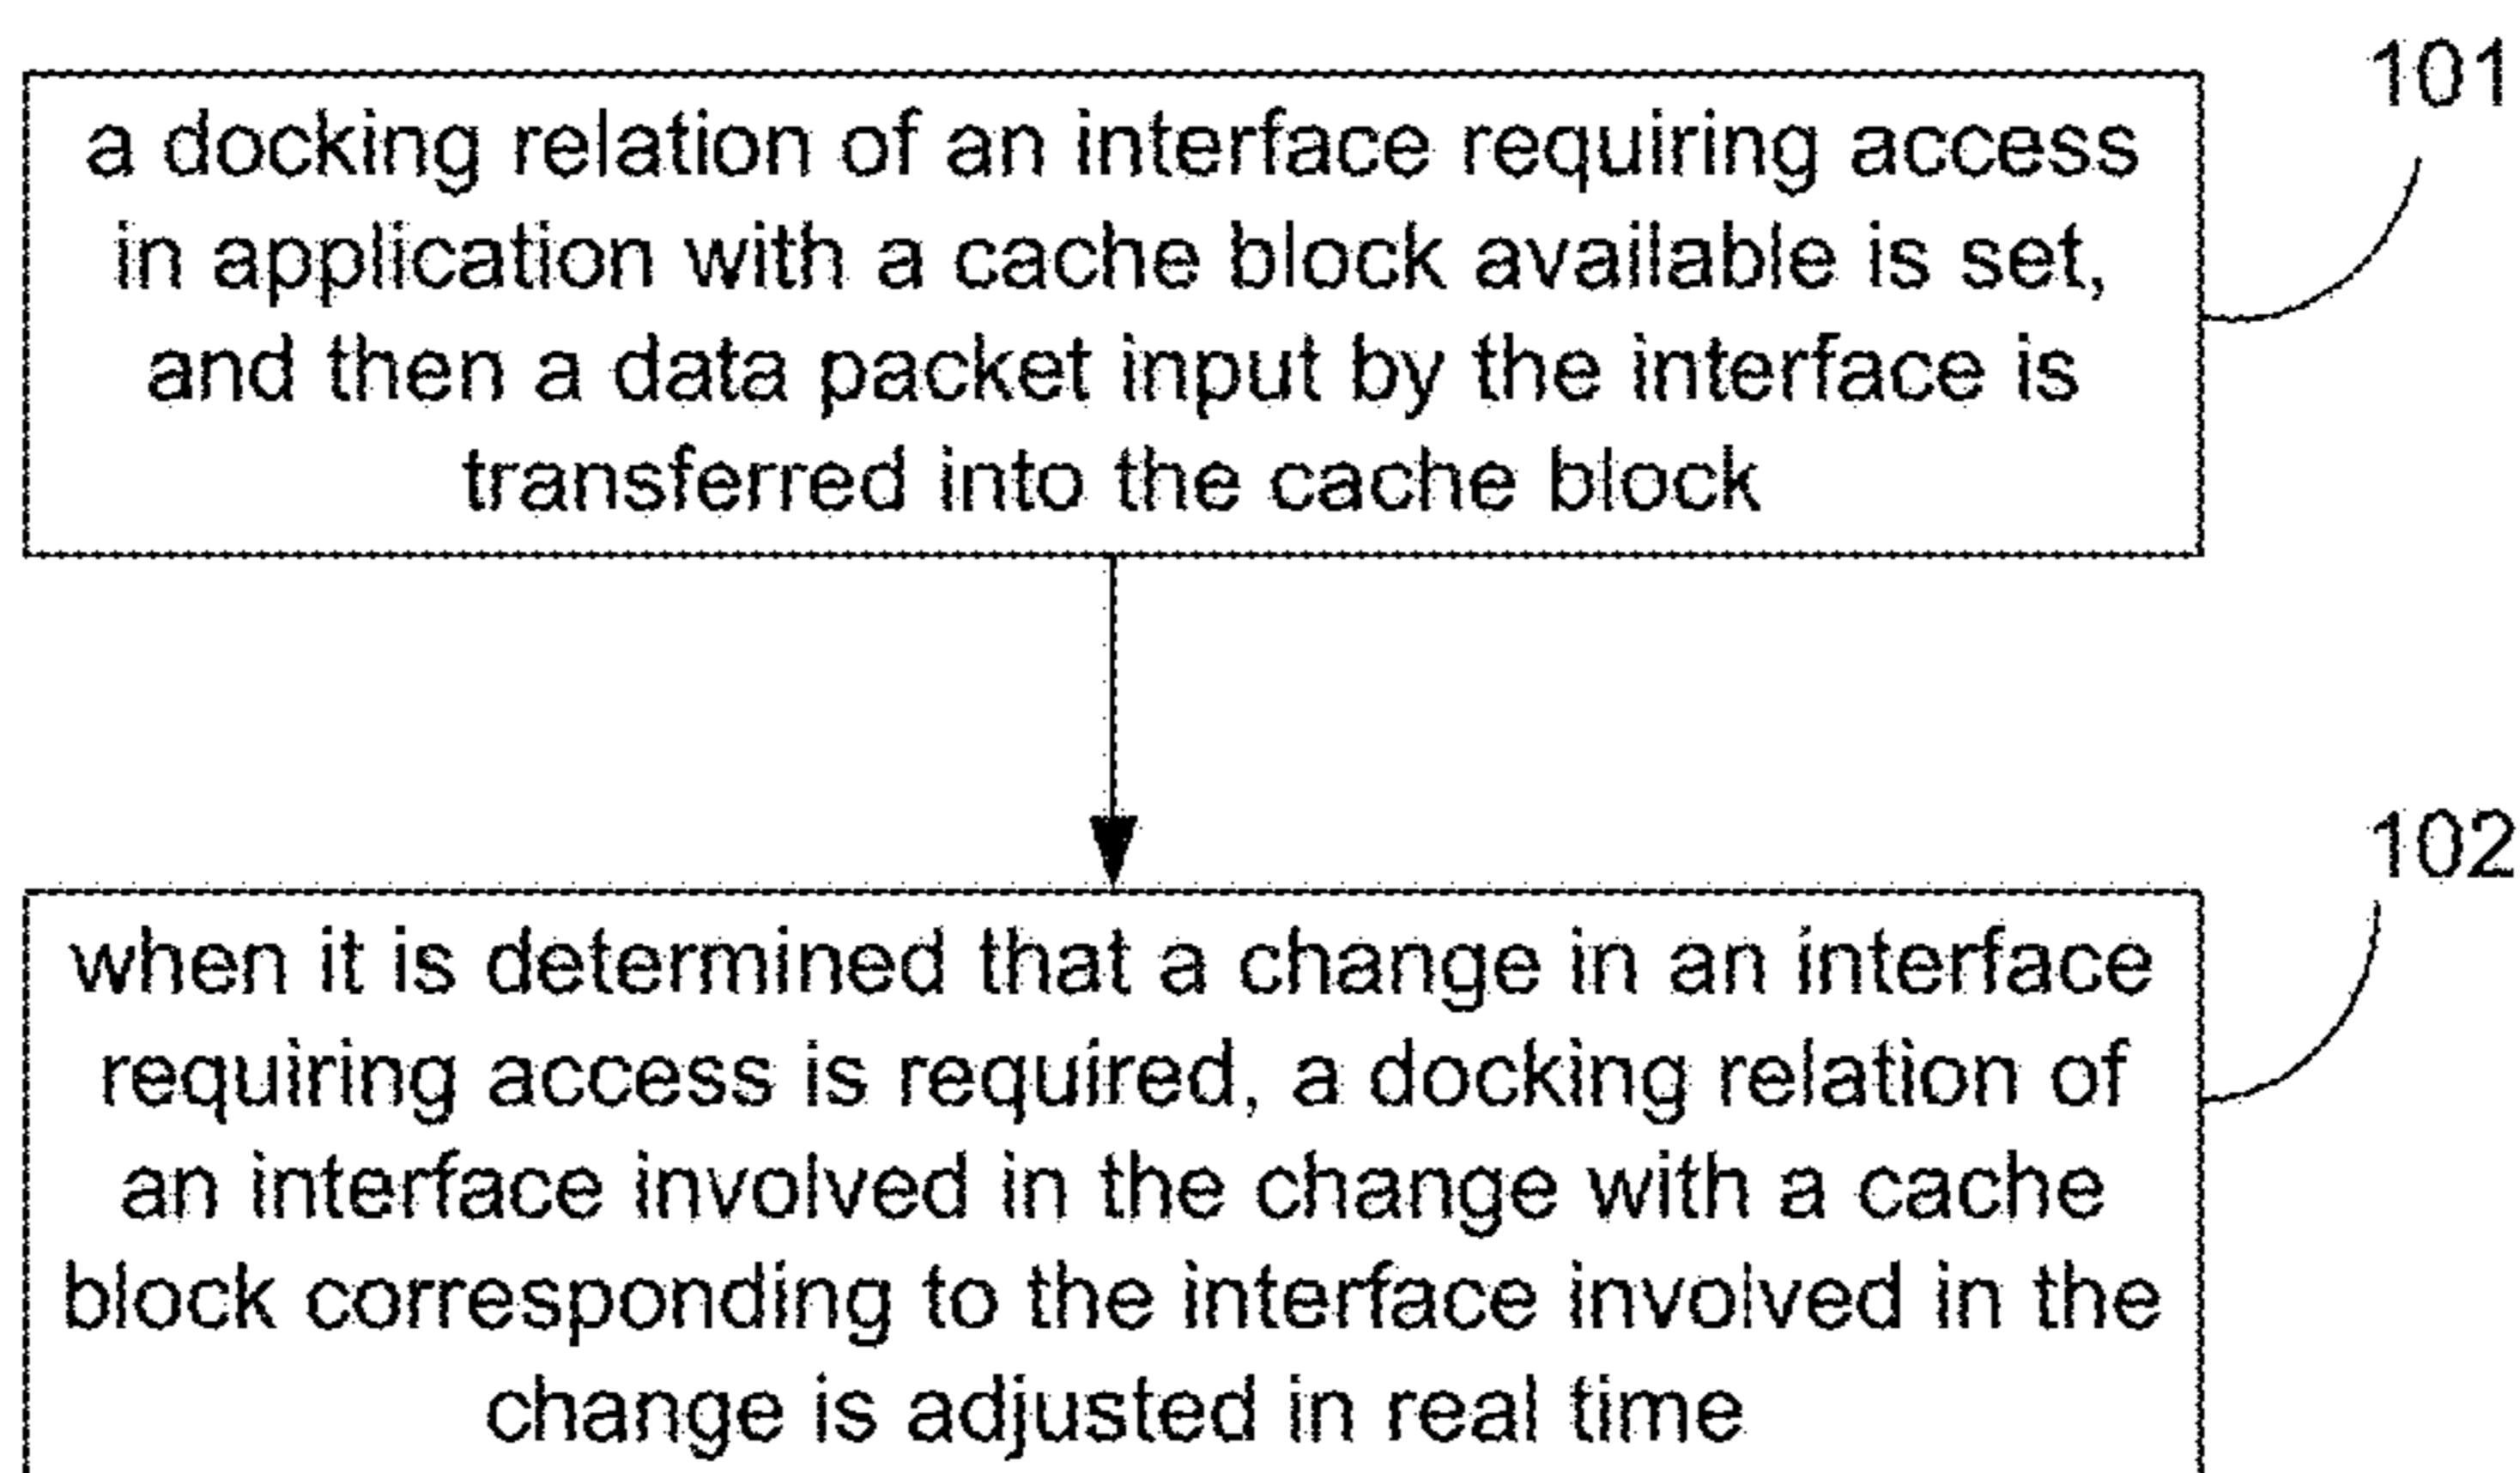 101
a docking relation of an interface requiring access
in application with a cache block available is set,
and then a data packet input by the interface is
transferred into the cache block
102
when it is determined that a change in an interface
requiring access is required, a docking relation of
an interface involved in the change with a cache
block corresponding to the interface involved in the
change is adjusted in real time